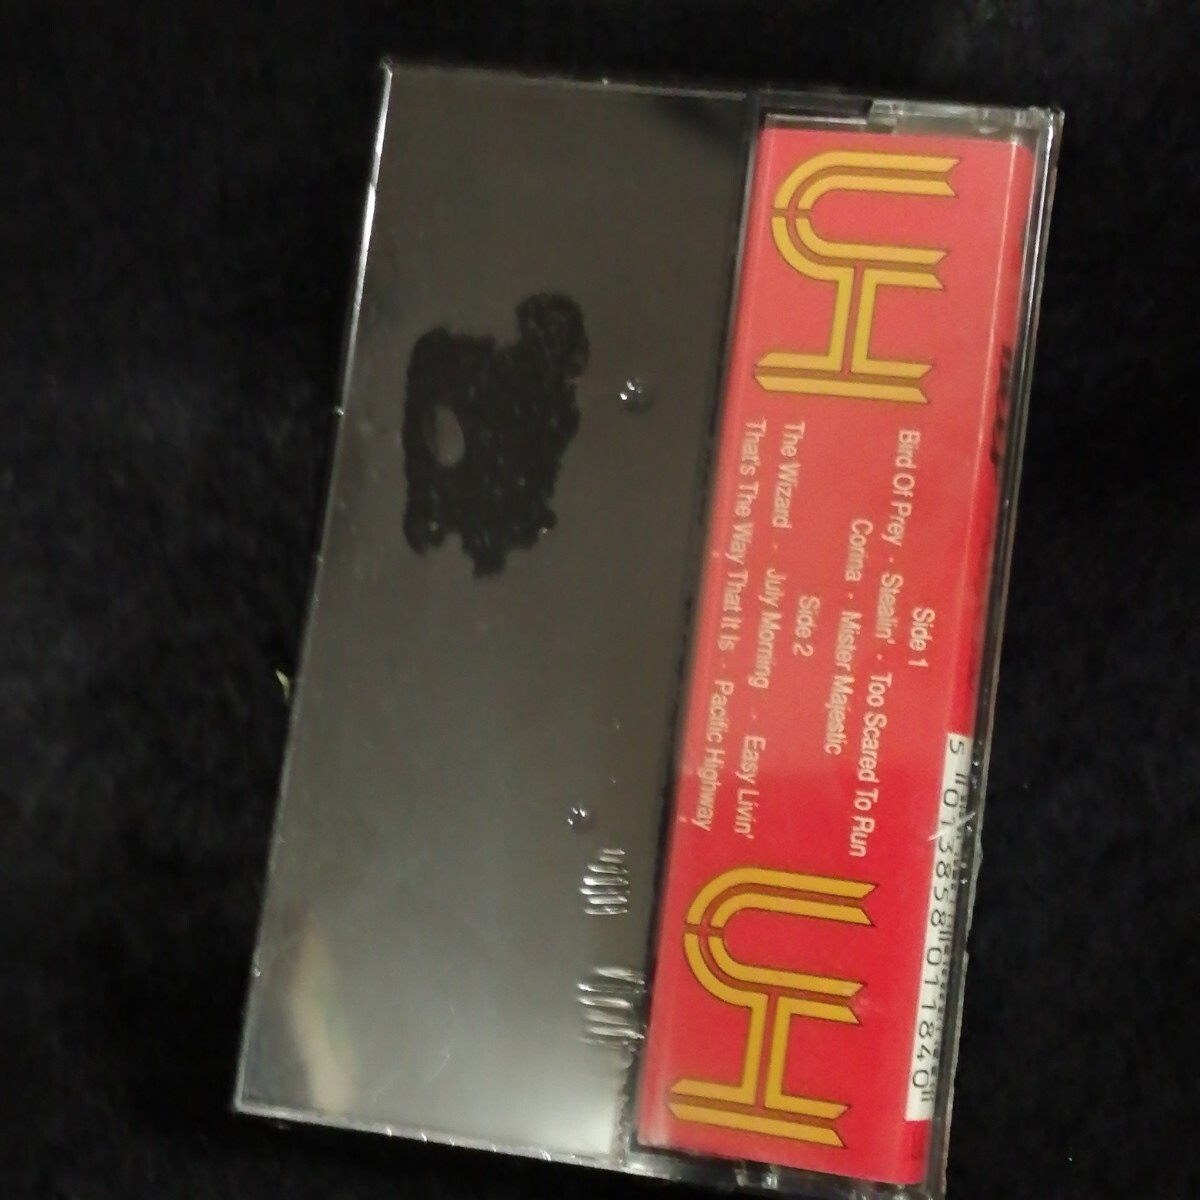 UH
Side 1
Bird Of Prey · Stealin' · Too Scared To Run
Corina · Mister Majestic
Side 2
The Wizard · July Morning · Easy Livin'
That's The Way That It Is · Pacific Highway
UH
5 013858 011840